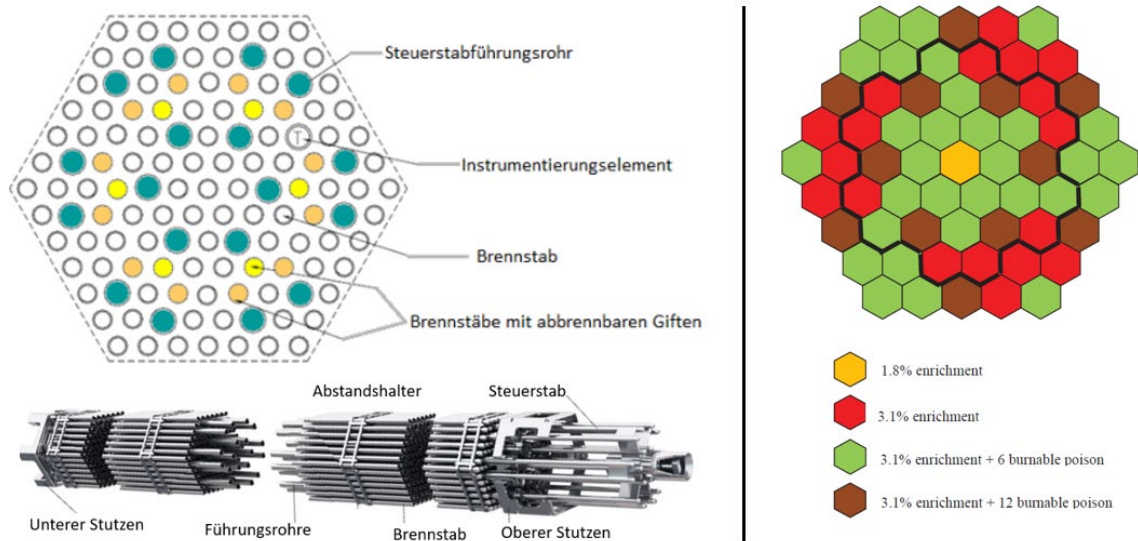 Steuerstabführungsrohr
T
Instrumentierungselement
Brennstab
Brennstäbe mit abbrennbaren Giften
Abstandshalter
Steuerstab
Unterer Stutzen
Führungsrohre
Brennstab
Oberer Stutzen
1.8% enrichment
3.1% enrichment
3.1% enrichment + 6 burnable poison
3.1% enrichment + 12 burnable poison